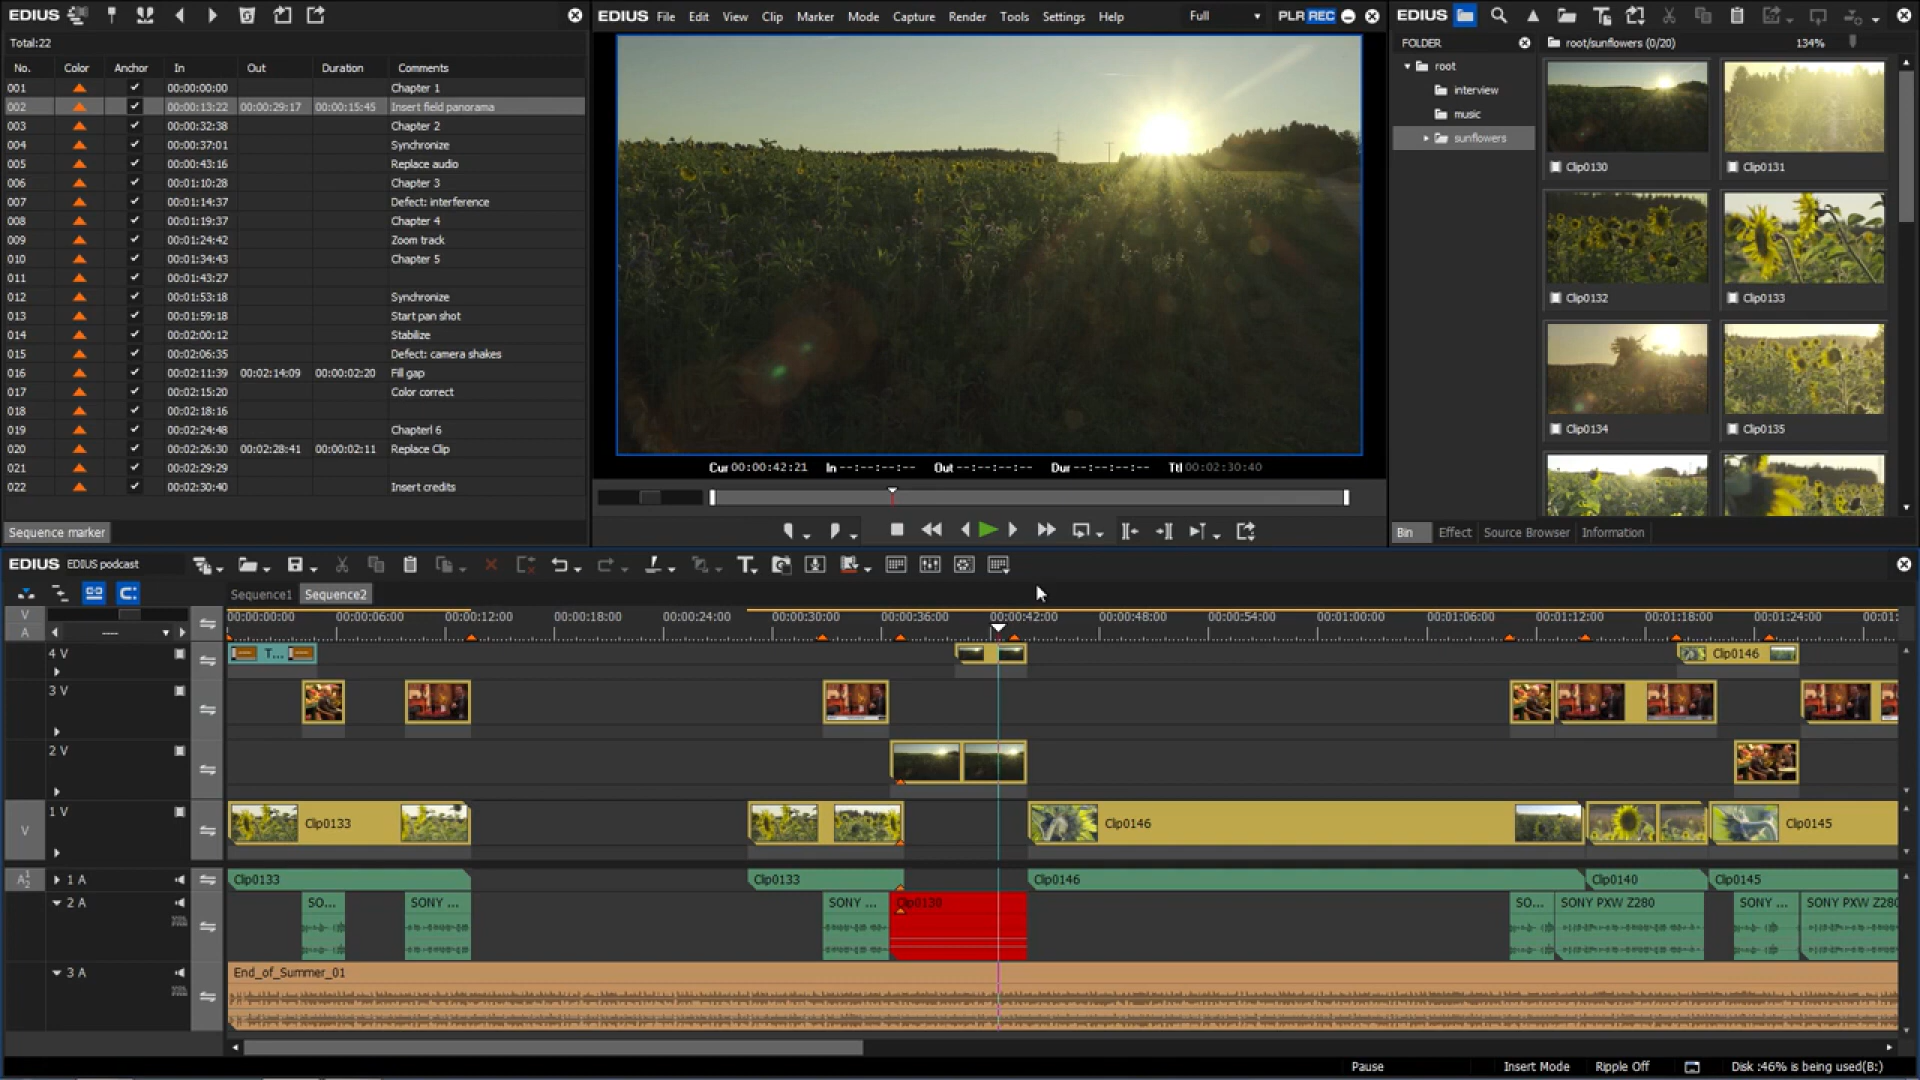 EDIUS
Total:22
No. Color Anchor In Out Duration Comments
001 00:00:00:00 Chapter 1
002 00:00:13:22 00:00:29:17 00:00:15:45 Insert field panorama
003 00:00:32:38 Chapter 2
004 00:00:37:01 Synchronize
005 00:00:43:16 Replace audio
006 00:01:10:28 Chapter 3
007 00:01:14:37 Defect: interference
008 00:01:19:37 Chapter 4
009 00:01:24:42 Zoom track
010 00:01:34:43 Chapter 5
011 00:01:43:27
012 00:01:53:18 Synchronize
013 00:01:59:18 Start pan shot
014 00:02:00:12 Stabilize
015 00:02:06:35 Defect: camera shakes
016 00:02:11:39 00:02:14:09 00:00:02:20 Fill gap
017 00:02:15:20 Color correct
018 00:02:18:16
019 00:02:24:48 Chapterl 6
020 00:02:26:30 00:02:28:41 00:00:02:11 Replace Clip
021 00:02:29:29
022 00:02:30:40 Insert credits
Sequence marker
EDIUS File Edit View Clip Marker Mode Capture Render Tools Settings Help Full PLR REC
Cur 00:00:42:21 In --:--:--:-- Out --:--:--:-- Dur --:--:--:-- Ttl 00:02:30:40
EDIUS
FOLDER root/sunflowers (0/20) 134%
root
interview
music
sunflowers
Clip0130 Clip0131
Clip0132 Clip0133
Clip0134 Clip0135
Bin Effect Source Browser Information
EDIUS EDIUS podcast
Sequence1 Sequence2
V 00:00:00:00 00:00:06:00 00:00:12:00 00:00:18:00 00:00:24:00 00:00:30:00 00:00:36:00 00:00:42:00 00:00:48:00 00:00:54:00 00:01:00:00 00:01:06:00 00:01:12:00 00:01:18:00 00:01:24:00 00:01:
A ----
4 V T... Clip0146
3 V
2 V
1 V
V Clip0133 Clip0146 Clip0145
A 1 2 1 A Clip0133 Clip0133 Clip0146 Clip0140 Clip0145
2 A SO... SONY ... SONY ... Clip0130 SO... SONY PXW Z280 SONY ... SONY PXW Z280
3 A End_of_Summer_01
Pause Insert Mode Ripple Off Disk :46% is being used(B:)